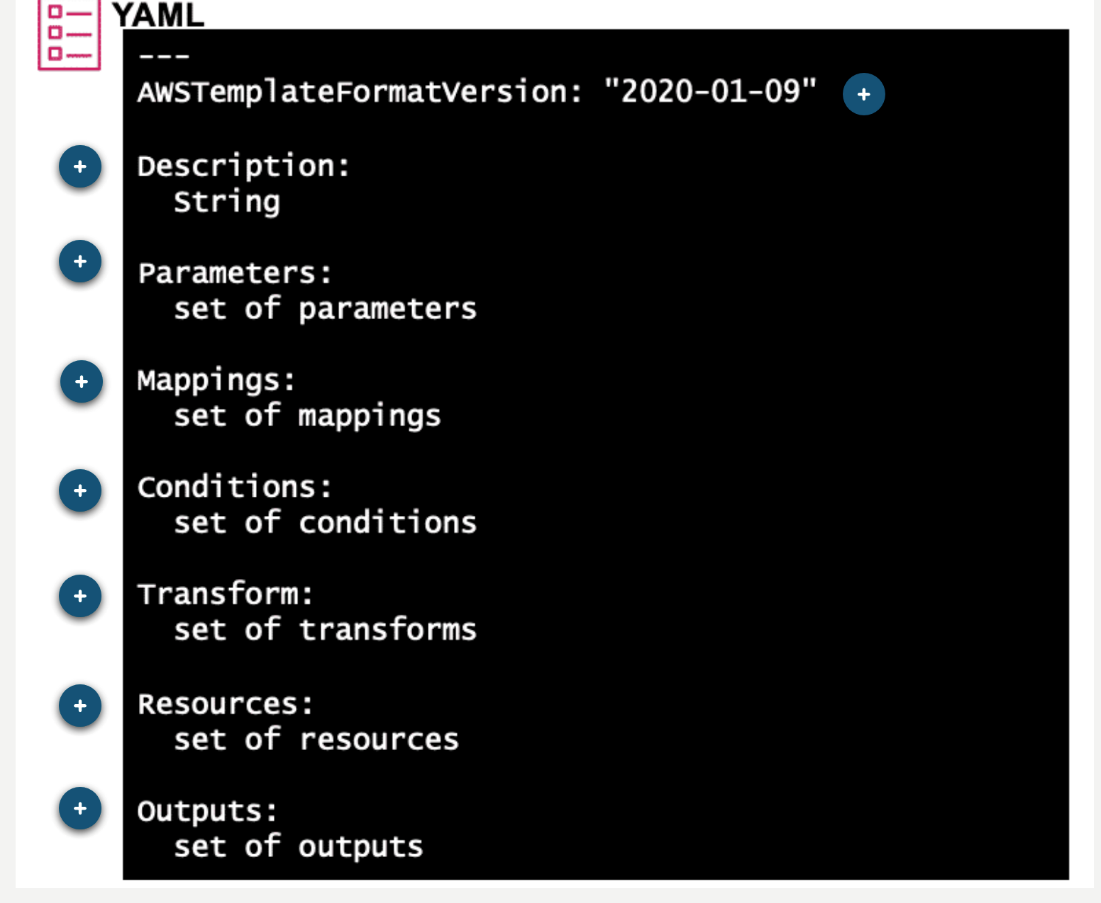 YAML
---
AWSTemplateFormatVersion: "2020-01-09"
Description:
String
Parameters:
set of parameters
Mappings:
set of mappings
Conditions:
set of conditions
Transform:
set of transforms
Resources:
set of resources
Outputs:
set of outputs